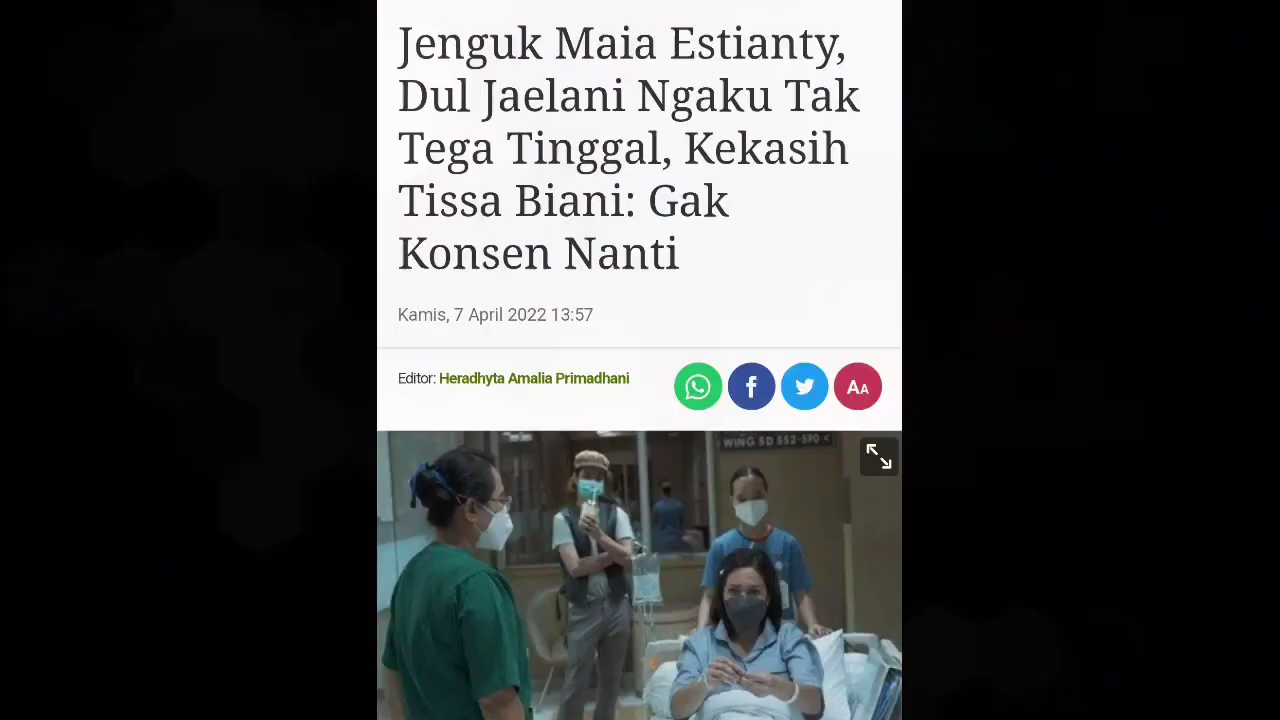 Jenguk Maia Estianty,
Dul Jaelani Ngaku Tak
Tega Tinggal, Kekasih
Tissa Biani: Gak
Konsen Nanti
Kamis, 7 April 2022 13:57
Editor: Heradhyta Amalia Primadhani
AA
WING 5D 552-590 <